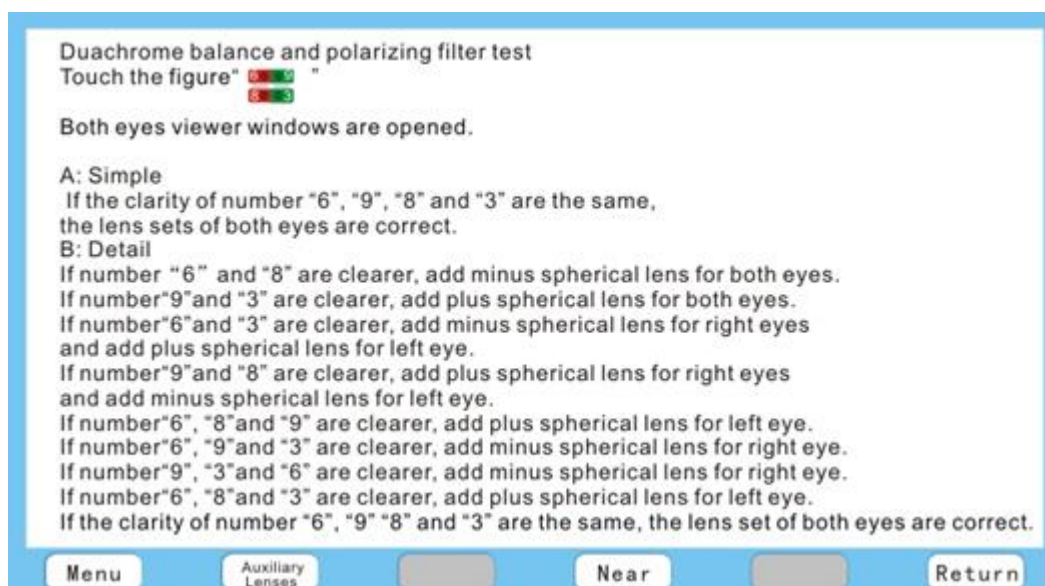 Duachrome balance and polarizing filter test
Touch the figure“ 6 9 ”
8 3
Both eyes viewer windows are opened.
A: Simple
If the clarity of number “6”, “9”, “8” and “3” are the same,
the lens sets of both eyes are correct.
B: Detail
If number “6” and “8” are clearer, add minus spherical lens for both eyes.
If number“9”and “3” are clearer, add plus spherical lens for both eyes.
If number“6”and “3” are clearer, add minus spherical lens for right eyes
and add plus spherical lens for left eye.
If number“9”and “8” are clearer, add plus spherical lens for right eyes
and add minus spherical lens for left eye.
If number“6”, “8”and “9” are clearer, add plus spherical lens for left eye.
If number“6”, “9”and “3” are clearer, add minus spherical lens for right eye.
If number“9”, “3”and “6” are clearer, add minus spherical lens for right eye.
If number“6”, “8”and “3” are clearer, add plus spherical lens for left eye.
If the clarity of number “6”, “9” “8” and “3” are the same, the lens set of both eyes are correct.
Menu
Auxiliary
Lenses
Near
Return